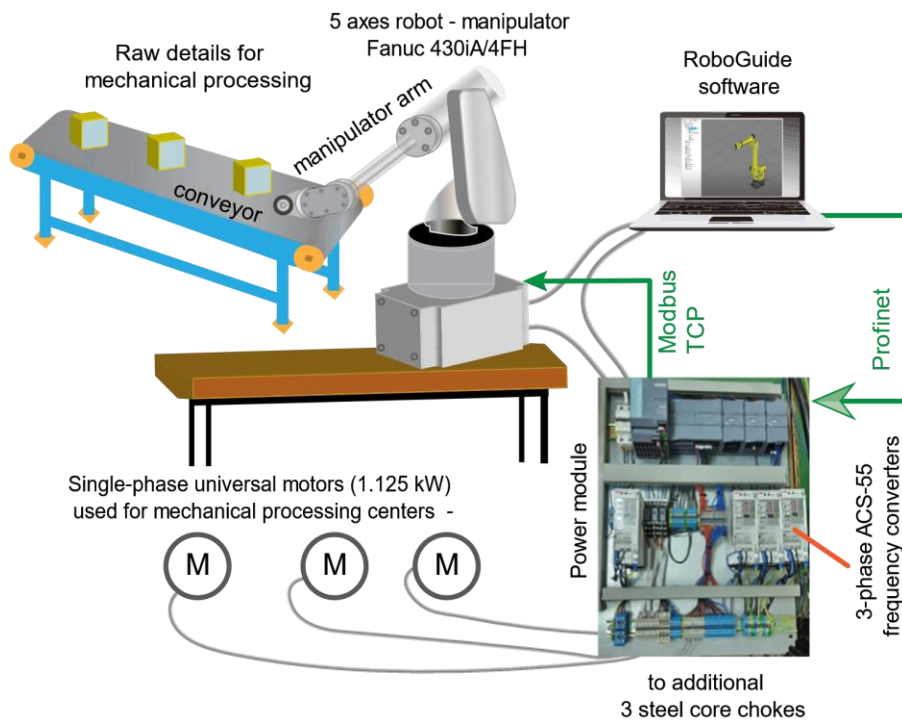 5 axes robot - manipulator
Fanuc 430iA/4FH
Raw details for
mechanical processing
RoboGuide
software
manipulator arm
conveyor
Modbus
TCP
Profinet
Power module
3-phase ACS-55
frequency converters
Single-phase universal motors (1.125 kW)
used for mechanical processing centers -
M
M
M
to additional
3 steel core chokes